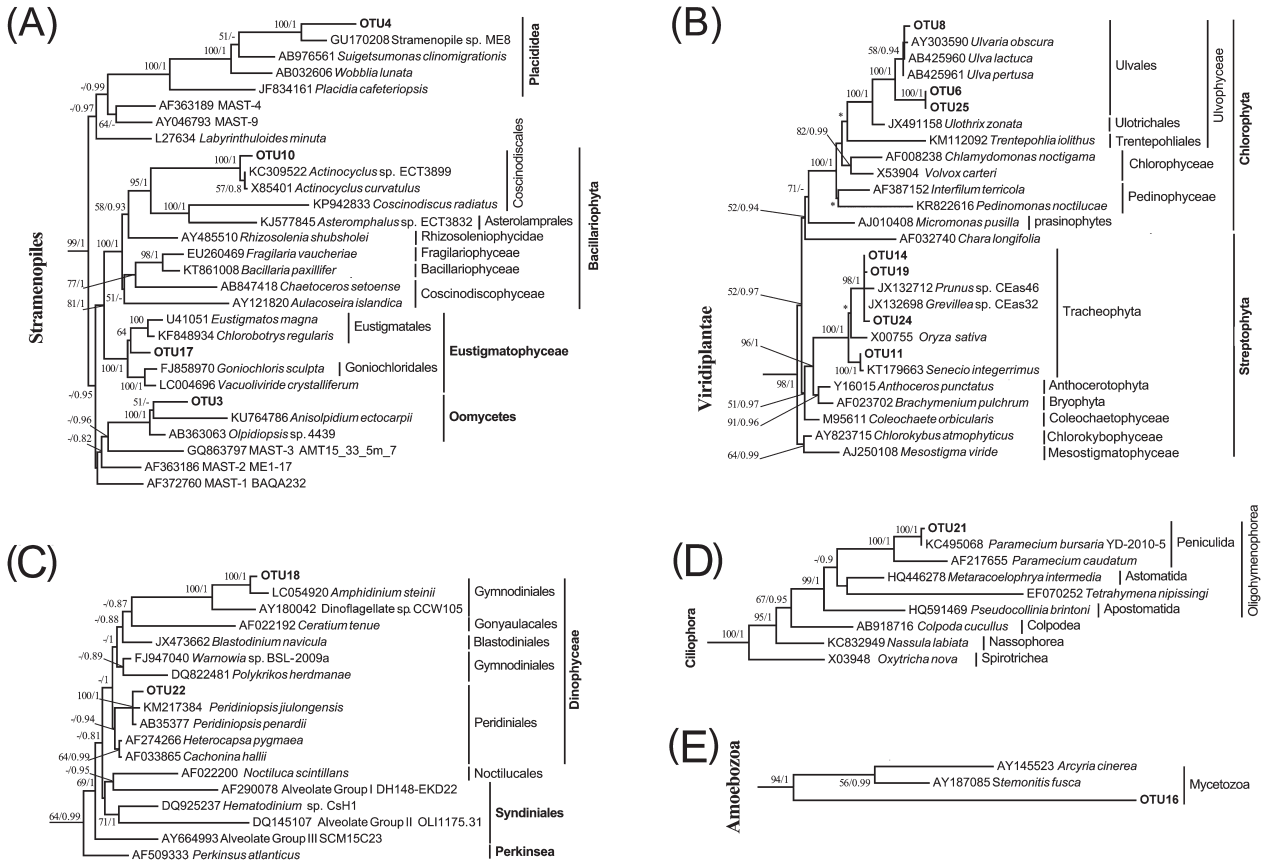 (A)
100/1
OTU4
GU170208 Stramenopile sp. ME8
51/-
100/1
AB976561 Suigetsumonas clinomigrationis
AB032606 Wobblia lunata
100/1
JF834161 Placidia cafeteriopsis
Placididea
-/0.99
-/0.97
AF363189 MAST-4
64/-
AY046793 MAST-9
L27634 Labyrinthuloides minuta
OTU10
100/1
KC309522 Actinocyclus sp. ECT3899
57/0.8
X85401 Actinocyclus curvatulus
95/1
KP942833 Coscinodiscus radiatus
Coscinodiscales
100/1
58/0.93
KJ577845 Asteromphalus sp. ECT3832
Asterolamprales
AY485510 Rhizosolenia shubsholei
Rhizosoleniophycidae
99/1
100/1
98/1
EU260469 Fragilaria vaucheriae
Fragilariophyceae
KT861008 Bacillaria paxillifer
Bacillariophyceae
77/1
AB847418 Chaetoceros setoense
81/1
51/-
AY121820 Aulacoseira islandica
Coscinodiscophyceae
Bacillariophyta
Stramenopiles
100
U41051 Eustigmatos magna
64
KF848934 Chlorobotrys regularis
Eustigmatales
OTU17
100/1
FJ858970 Goniochloris sculpta
100/1
LC004696 Vacuoliviride crystalliferum
Goniochloridales
Eustigmatophyceae
-/0.95
51/-
OTU3
100/1
KU764786 Anisolpidium ectocarpii
-/0.96
AB363063 Olpidiopsis sp. 4439
Oomycetes
-/0.82
GQ863797 MAST-3 AMT15_33_5m_7
AF363186 MAST-2 ME1-17
AF372760 MAST-1 BAQA232
(B)
OTU8
AY303590 Ulvaria obscura
58/0.94
AB425960 Ulva lactuca
AB425961 Ulva pertusa
100/1
OTU6
100/1
OTU25
Ulvales
100/1
JX491158 Ulothrix zonata
Ulotrichales
*
KM112092 Trentepohlia iolithus
Trentepohliales
Ulvophyceae
82/0.99
AF008238 Chlamydomonas noctigama
X53904 Volvox carteri
Chlorophyceae
100/1
AF387152 Interfilum terricola
71/-
*
KR822616 Pedinomonas noctilucae
Pedinophyceae
52/0.94
AJ010408 Micromonas pusilla
prasinophytes
Chlorophyta
AF032740 Chara longifolia
OTU14
OTU19
98/1
JX132712 Prunus sp. CEas46
52/0.97
JX132698 Grevillea sp. CEas32
*
OTU24
100/1
X00755 Oryza sativa
96/1
OTU11
100/1
KT179663 Senecio integerrimus
Tracheophyta
98/1
Y16015 Anthoceros punctatus
Anthocerotophyta
51/0.97
AF023702 Brachymenium pulchrum
Bryophyta
91/0.96
M95611 Coleochaete orbicularis
Coleochaetophyceae
AY823715 Chlorokybus atmophyticus
Chlorokybophyceae
64/0.99
AJ250108 Mesostigma viride
Mesostigmatophyceae
Streptophyta
Viridiplantae
(C)
100/1
OTU18
100/1
LC054920 Amphidinium steinii
-/0.87
AY180042 Dinoflagellate sp CCW105
Gymnodiniales
-/0.88
AF022192 Ceratium tenue
Gonyaulacales
-/1
JX473662 Blastodinium navicula
Blastodiniales
-/0.89
FJ947040 Warnowia sp. BSL-2009a
DQ822481 Polykrikos herdmanae
Gymnodiniales
-/1
OTU22
100/1
KM217384 Peridiniopsis jiulongensis
-/0.94
AB35377 Peridiniopsis penardii
-/0.81
AF274266 Heterocapsa pygmaea
64/0.99
AF033865 Cachonina hallii
Peridiniales
-/0.95
AF022200 Noctiluca scintillans
Noctilucales
Dinophyceae
69/1
AF290078 Alveolate Group I DH148-EKD22
DQ925237 Hematodinium sp. CsH1
71/1
DQ145107 Alveolate Group II OLI1175.31
Syndiniales
64/0.99
AY664993 Alveolate Group III SCM15C23
AF509333 Perkinsus atlanticus
Perkinsea
(D)
100/1
OTU21
100/1
KC495068 Paramecium bursaria YD-2010-5
AF217655 Paramecium caudatum
Peniculida
-/0.9
HQ446278 Metaracoelophrya intermedia
Astomatida
99/1
EF070252 Tetrahymena nipissingi
67/0.95
HQ591469 Pseudocollinia brintoni
Apostomatida
Oligohymenophorea
95/1
AB918716 Colpoda cucullus
Colpodea
100/1
KC832949 Nassula labiata
Nassophorea
X03948 Oxytricha nova
Spirotrichea
Ciliophora
(E)
AY145523 Arcyria cinerea
94/1
56/0.99
AY187085 Stemonitis fusca
OTU16
Mycetozoa
Amoebozoa